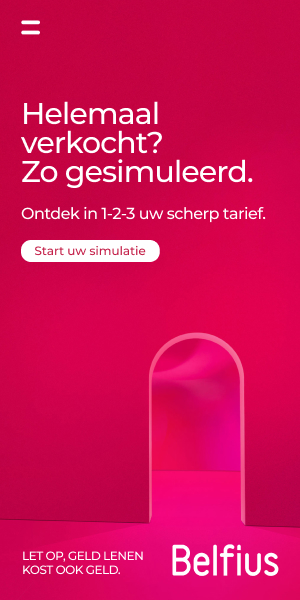 Helemaal
verkocht?
Zo gesimuleerd.
Ontdek in 1-2-3 uw scherp tarief.
Start uw simulatie
LET OP, GELD LENEN
KOST OOK GELD.
Belfius